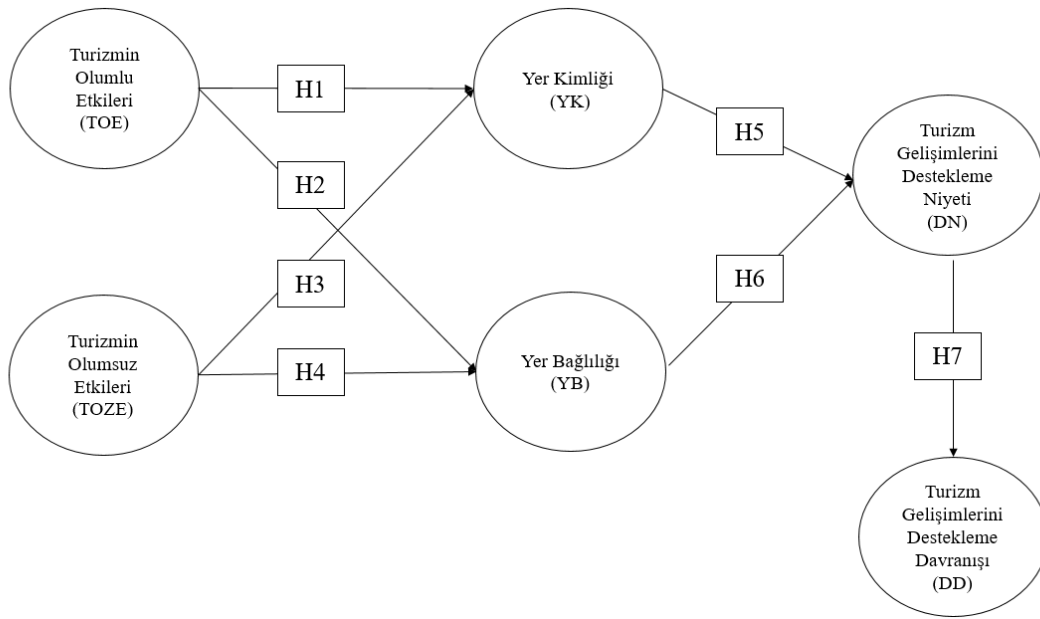 Turizmin
Olumlu
Etkileri
(TOE)
H1
H2
Yer Kimliği
(YK)
H5
Turizm
Gelişimlerini
Destekleme
Niyeti
(DN)
Turizmin
Olumsuz
Etkileri
(TOZE)
H3
H4
Yer Bağlılığı
(YB)
H6
H7
Turizm
Gelişimlerini
Destekleme
Davranışı
(DD)